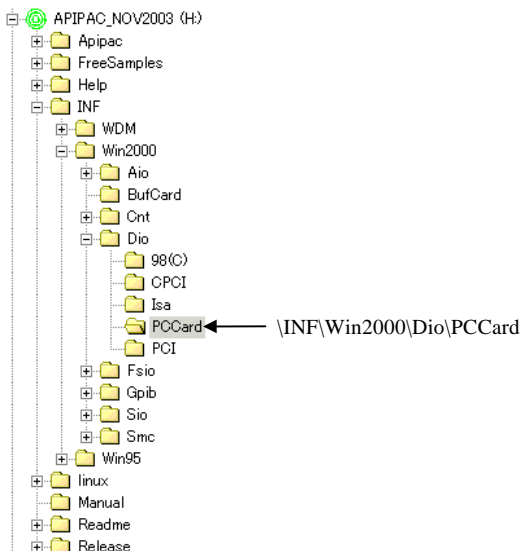 APIPAC_NOV2003 (H:)
Apipac
FreeSamples
Help
INF
WDM
Win2000
Aio
BufCard
Cnt
Dio
98(C)
CPCI
Isa
PCCard \INF\Win2000\Dio\PCCard
PCI
Fsio
Gpib
Sio
Smc
Win95
linux
Manual
Readme
Release